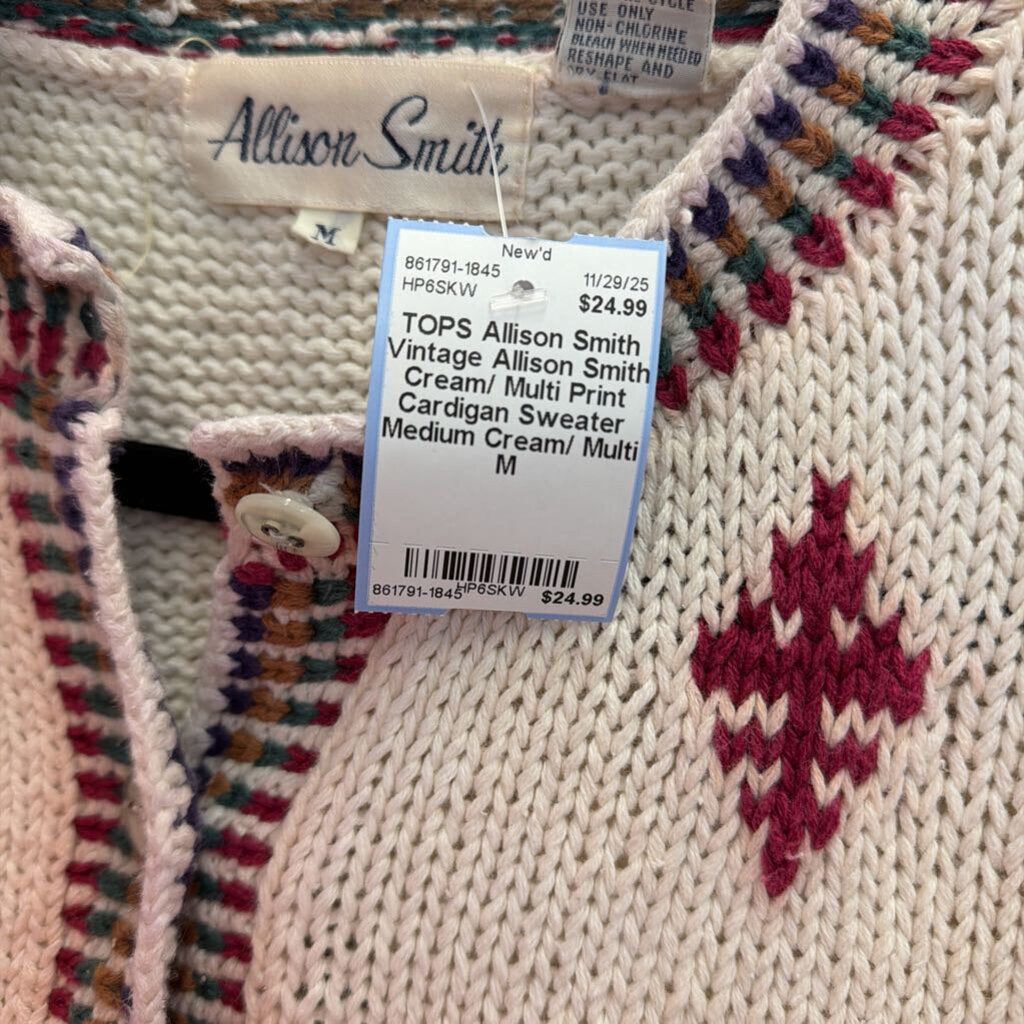 USE ONLY
NON-CHLORINE
BLEACH WHEN NEEDED
RESHAPE AND
DRY FLAT
Allison Smith
M
New'd
861791-1845 11/29/25
HP6SKW $24.99
TOPS Allison Smith
Vintage Allison Smith
Cream/ Multi Print
Cardigan Sweater
Medium Cream/ Multi
M
861791-1845 HP6SKW $24.99